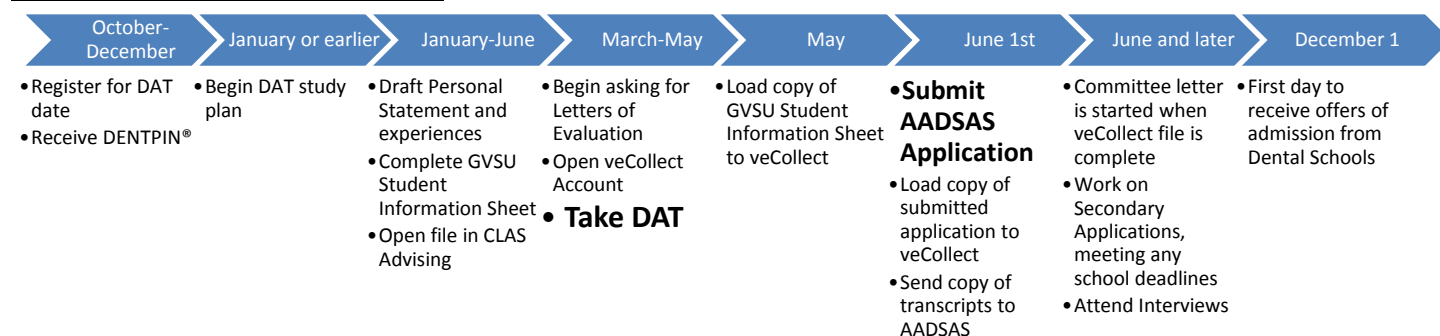 October-
December
•Register for DAT
date
•Receive DENTPIN®
January or earlier
•Begin DAT study
plan
January-June
•Draft Personal
Statement and
experiences
•Complete GVSU
Student
Information Sheet
•Open file in CLAS
Advising
March-May
•Begin asking for
Letters of
Evaluation
•Open veCollect
Account
• Take DAT
May
•Load copy of
GVSU Student
Information Sheet
to veCollect
June 1st
•Submit
AADSAS
Application
•Load copy of
submitted
application to
veCollect
•Send copy of
transcripts to
AADSAS
June and later
•Committee letter
is started when
veCollect file is
complete
•Work on
Secondary
Applications,
meeting any
school deadlines
•Attend Interviews
December 1
•First day to
receive offers of
admission from
Dental Schools